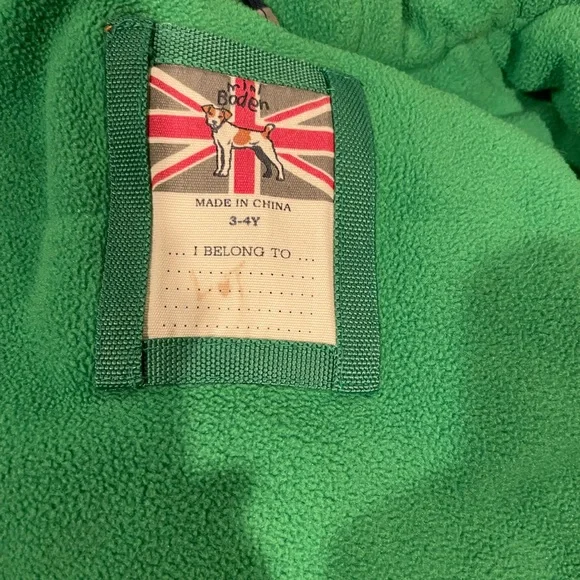 mini
Boden
MADE IN CHINA
3-4Y
... I BELONG TO ...